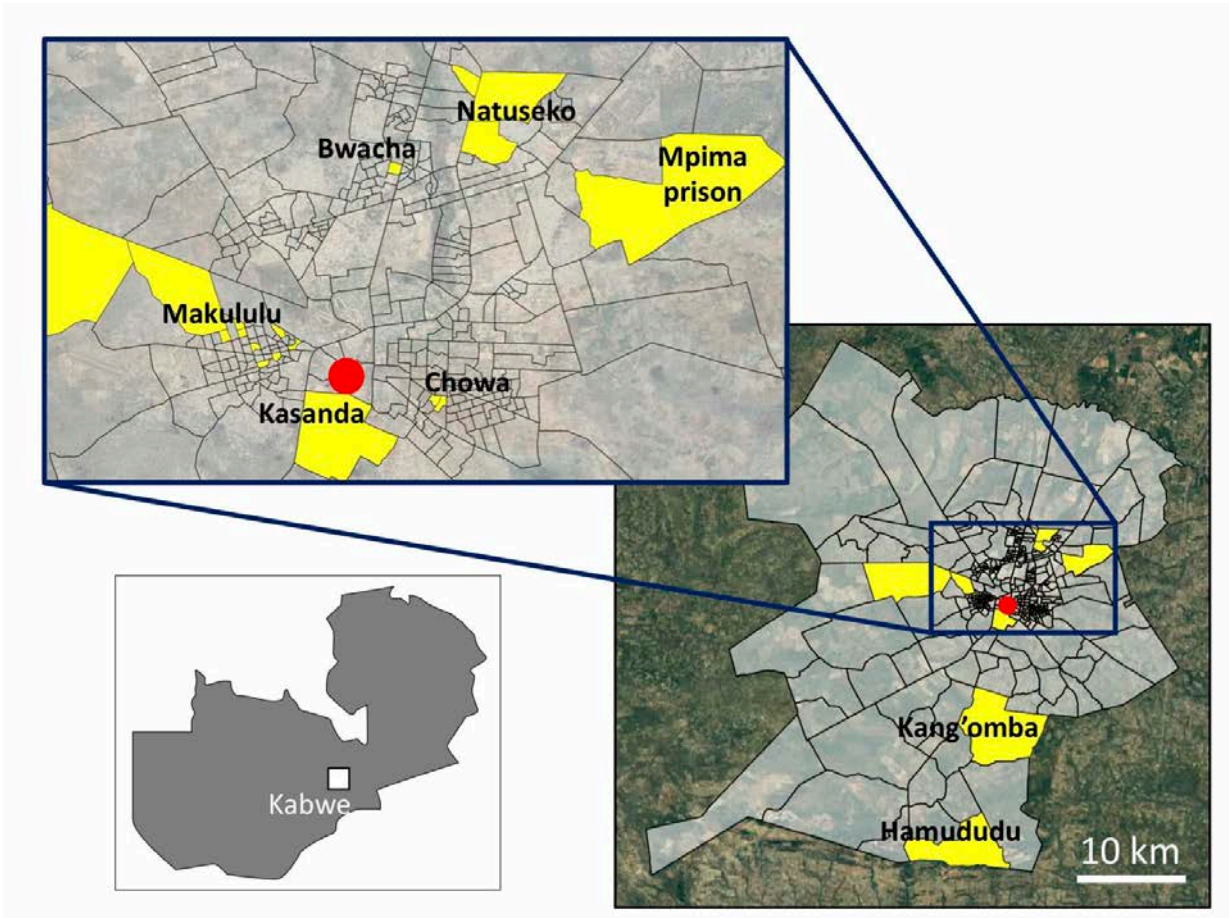 Natuseko
Bwacha
Mpima
prison
Makululu
Chowa
Kasanda
Kang'omba
Kabwe
Hamududu
10 km